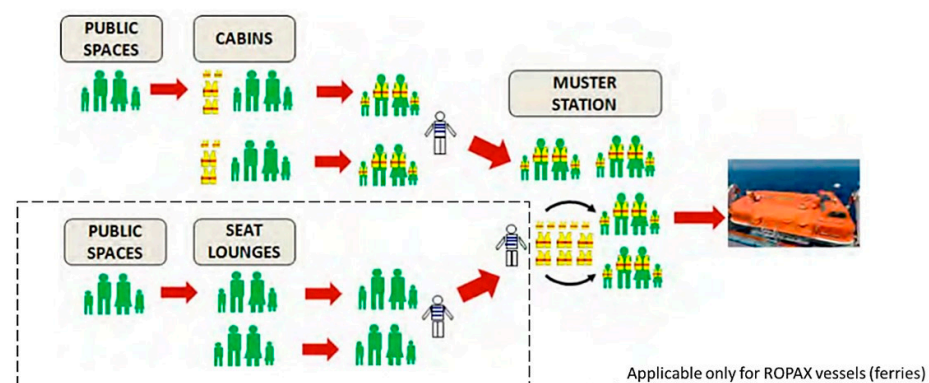 PUBLIC
SPACES
CABINS
MUSTER
STATION
PUBLIC
SPACES
SEAT
LOUNGES
Applicable only for ROPAX vessels (ferries)